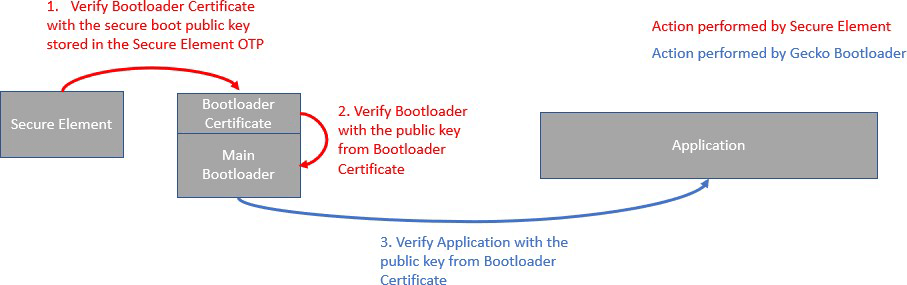 1. Verify Bootloader Certificate
with the secure boot public key
stored in the Secure Element OTP
Action performed by Secure Element
Action performed by Gecko Bootloader
Secure Element
Bootloader
Certificate
Main
Bootloader
2. Verify Bootloader
with the public key
from Bootloader
Certificate
Application
3. Verify Application with the
public key from Bootloader
Certificate